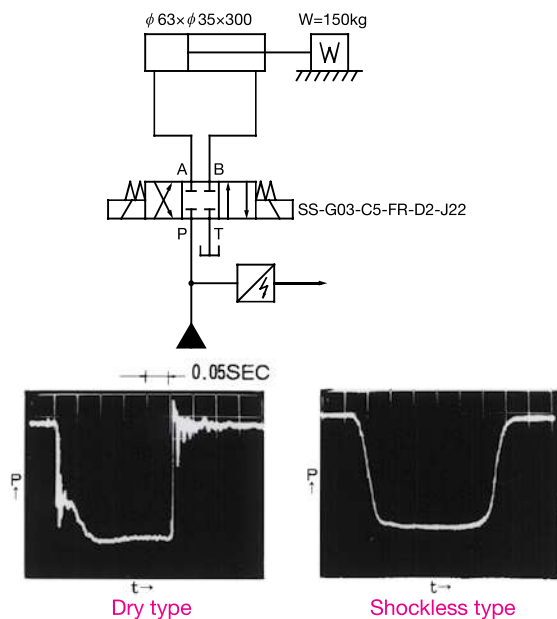 φ63×φ35×300
W=150kg
W
A B
SS-G03-C5-FR-D2-J22
P T
0.05SEC
P↑
t→
Dry type
P↑
t→
Shockless type